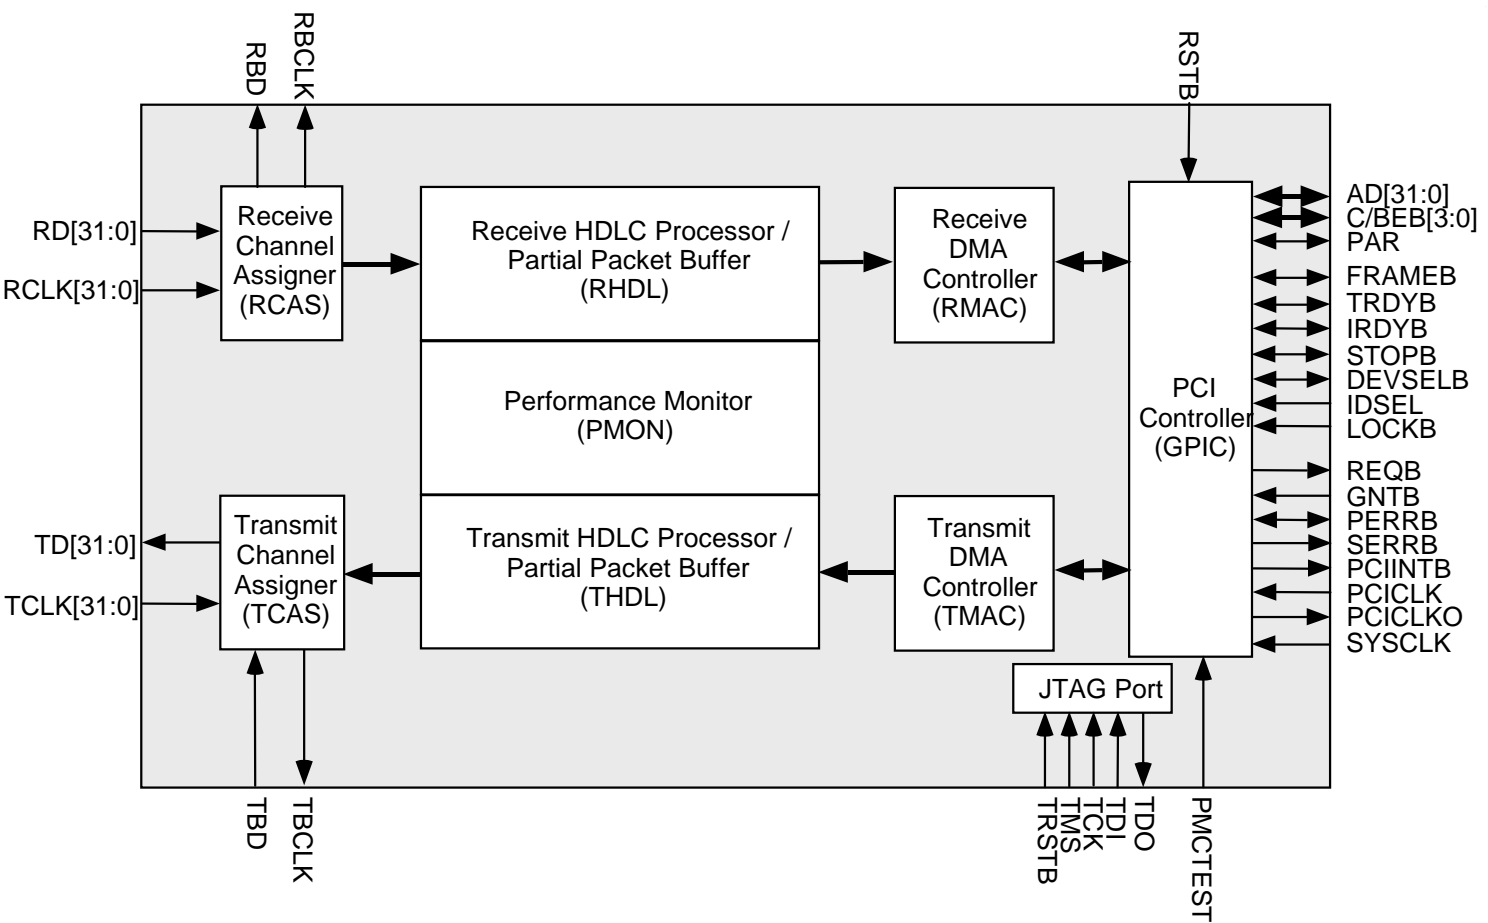 RBD
RBCLK
RSTB
RD[31:0]
RCLK[31:0]
Receive
Channel
Assigner
(RCAS)
Receive HDLC Processor /
Partial Packet Buffer
(RHDL)
Receive
DMA
Controller
(RMAC)
Performance Monitor
(PMON)
PCI
Controller
(GPIC)
AD[31:0]
C/BEB[3:0]
PAR
FRAMEB
TRDYB
IRDYB
STOPB
DEVSELB
IDSEL
LOCKB
REQB
GNTB
PERRB
SERRB
PCIINTB
PCICLK
PCICLKO
SYSCLK
TD[31:0]
TCLK[31:0]
Transmit
Channel
Assigner
(TCAS)
Transmit HDLC Processor /
Partial Packet Buffer
(THDL)
Transmit
DMA
Controller
(TMAC)
JTAG Port
TBD
TBCLK
TRSTB
TMS
TCK
TDI
TDO
PMCTEST